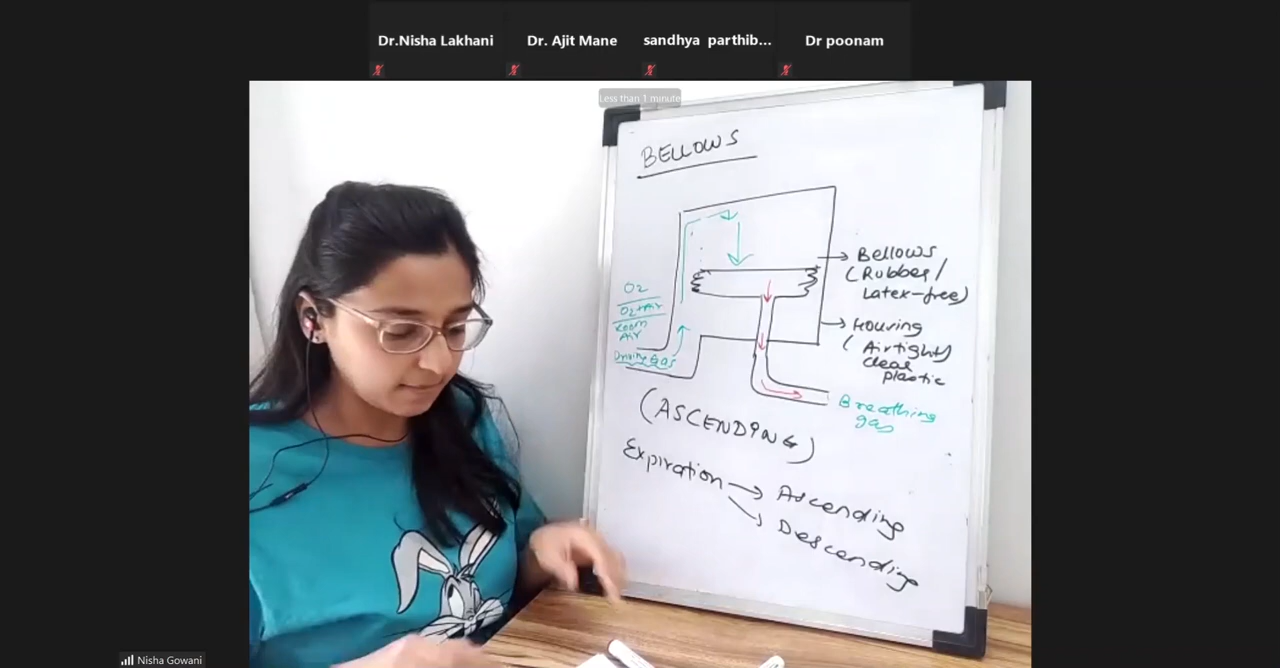 Dr.Nisha Lakhani
Dr. Ajit Mane
sandhya parthib...
Dr poonam
Less than 1 minute
BELLOWS
O2
O2+Air
Room
Air
Driving Gas
Bellows
(Rubber/
Latex-free)
Housing
(Airtight)
clear
plastic
Breathing
gas
(ASCENDING)
Expiration → Ascending
Descending
Nisha Gowani